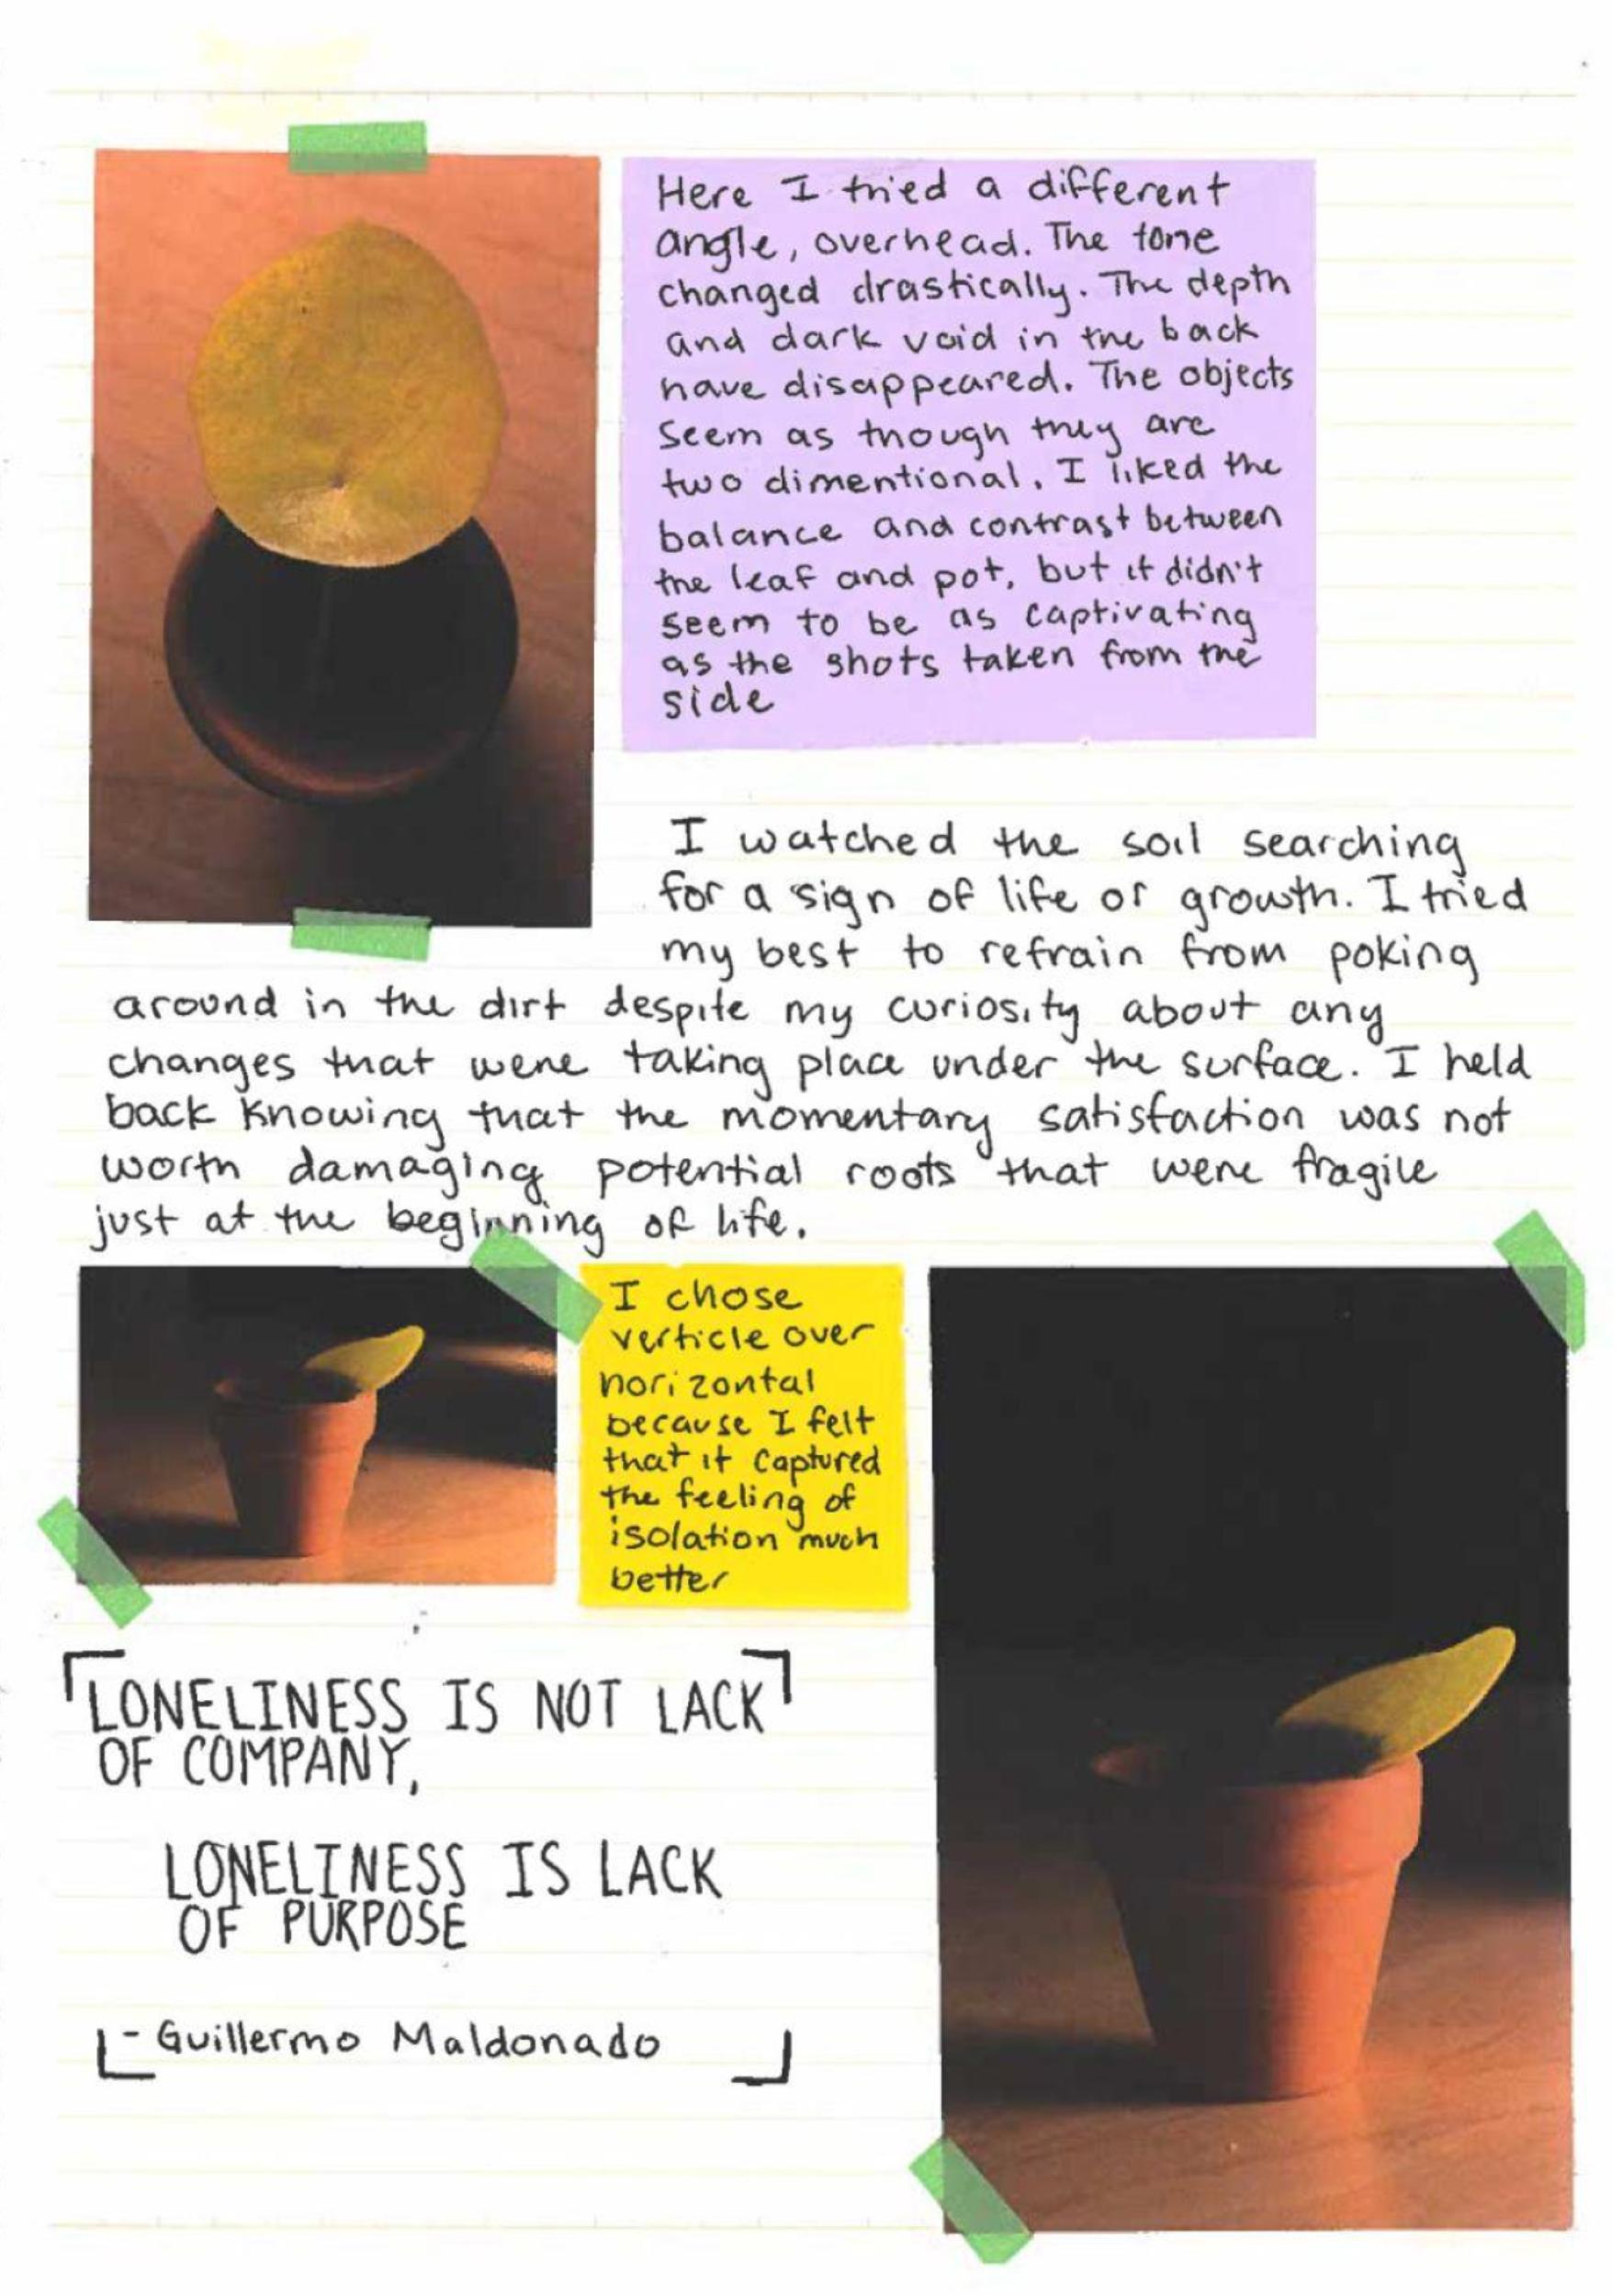 Here I tried a different
angle, overhead. The tone
changed drastically. The depth
and dark void in the back
have disappeared. The objects
seem as though they are
two dimentional. I liked the
balance and contrast between
the leaf and pot, but it didn't
seem to be as captivating
as the shots taken from the
side
I watched the soil searching
for a sign of life or growth. I tried
my best to refrain from poking
around in the dirt despite my curiosity about any
changes that were taking place under the surface. I held
back knowing that the momentary satisfaction was not
worth damaging potential roots that were fragile
just at the beginning of life.
I chose
verticle over
horizontal
because I felt
that it captured
the feeling of
isolation much
better
LONELINESS IS NOT LACK
OF COMPANY,
LONELINESS IS LACK
OF PURPOSE
- Guillermo Maldonado